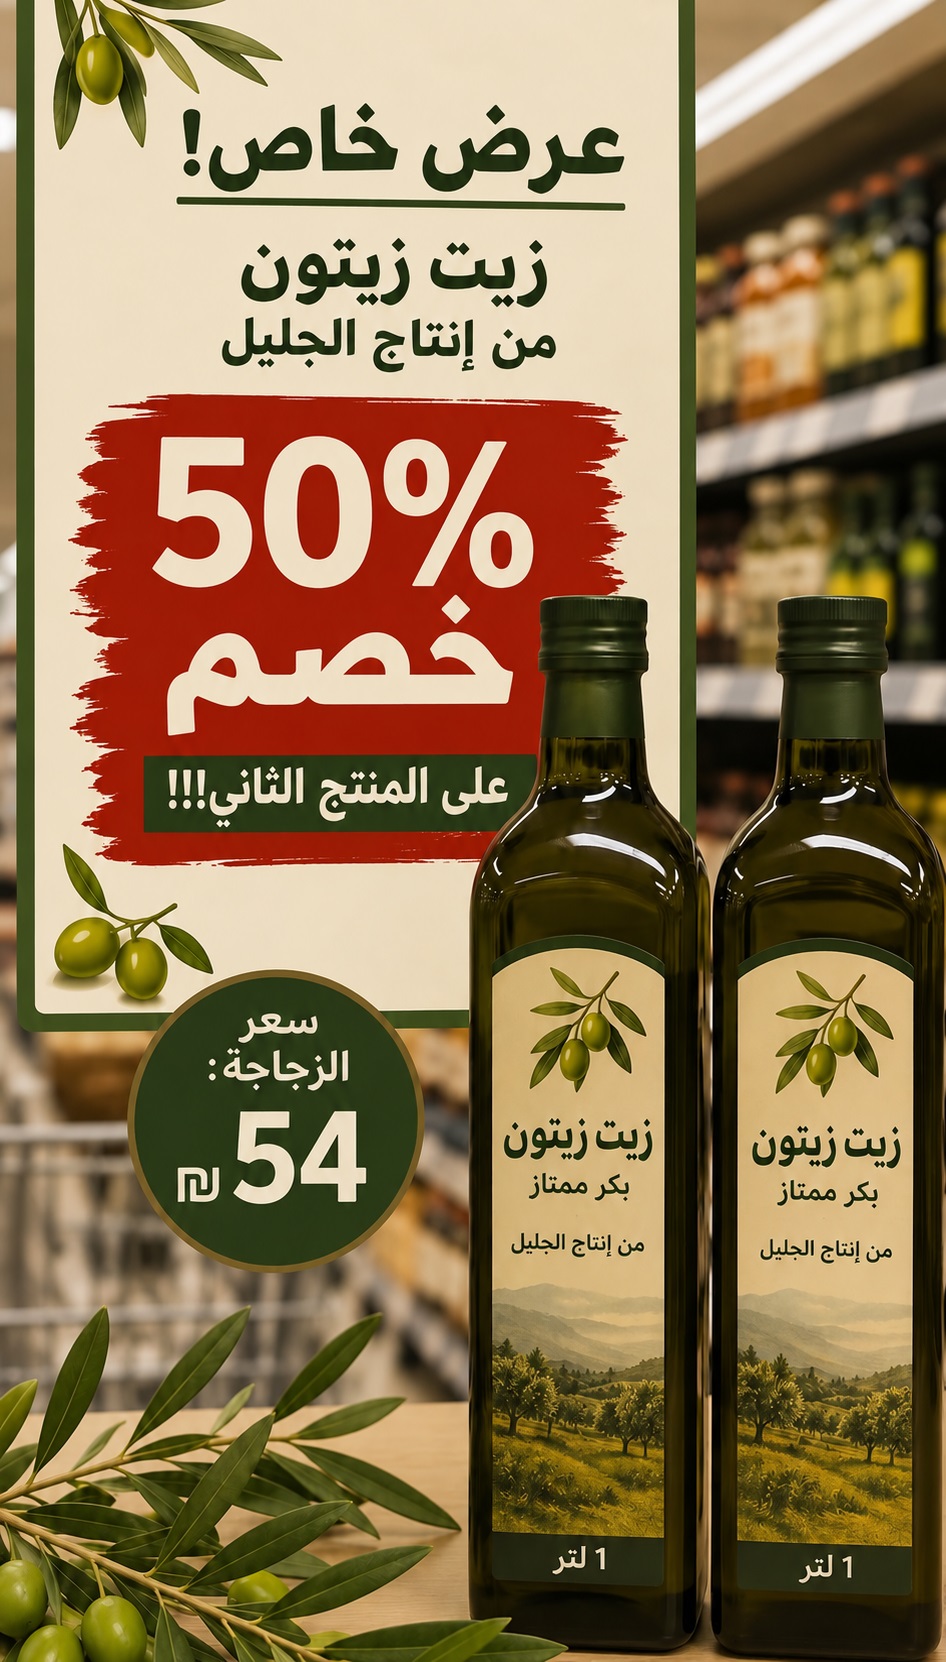 عرض خاص!
زيت زيتون
من إنتاج الجليل
50%
خصم
على المنتج الثاني!!!
سعر
الزجاجة:
54 ₪
زيت زيتون
بكر ممتاز
من إنتاج الجليل
1 لتر
زيت زيتون
بكر ممتاز
من إنتاج الجليل
1 لتر